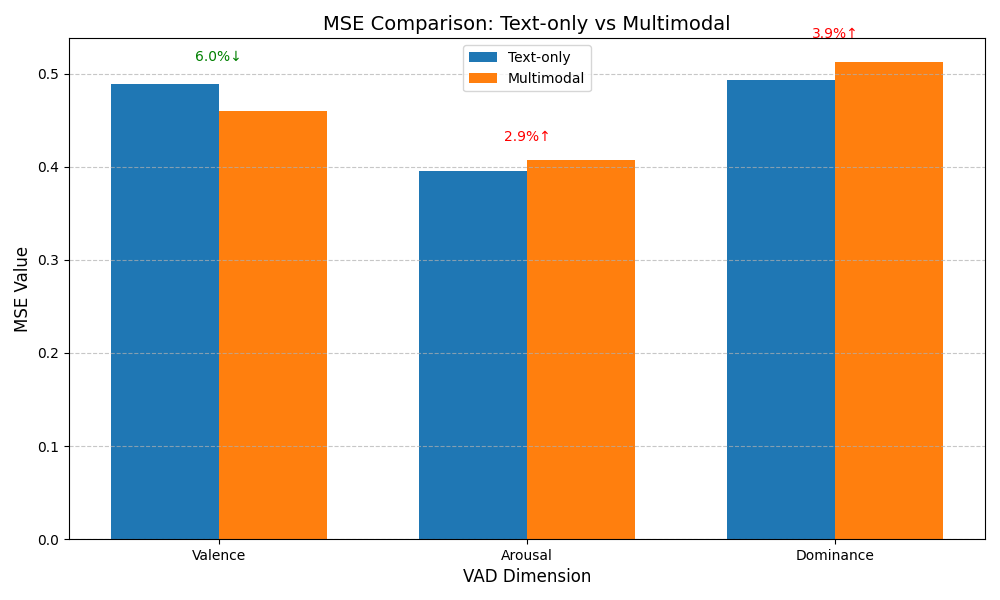 MSE Comparison: Text-only vs Multimodal
6.0%↓
2.9%↑
3.9%↑
Text-only
Multimodal
MSE Value
0.5
0.4
0.3
0.2
0.1
0.0
Valence
Arousal
Dominance
VAD Dimension